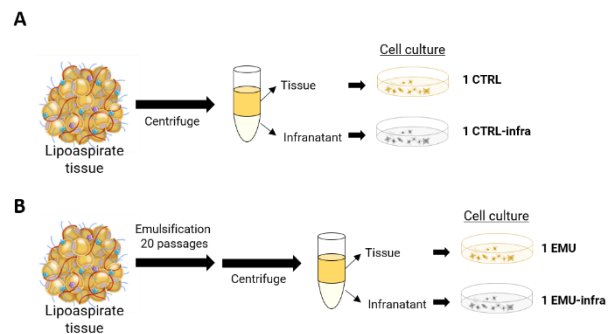 A
Cell culture
Tissue
1 CTRL
Centrifuge
Infranatant
1 CTRL-infra
Lipoaspirate
tissue
B
Emulsification
20 passages
Cell culture
Tissue
1 EMU
Centrifuge
Infranatant
1 EMU-infra
Lipoaspirate
tissue